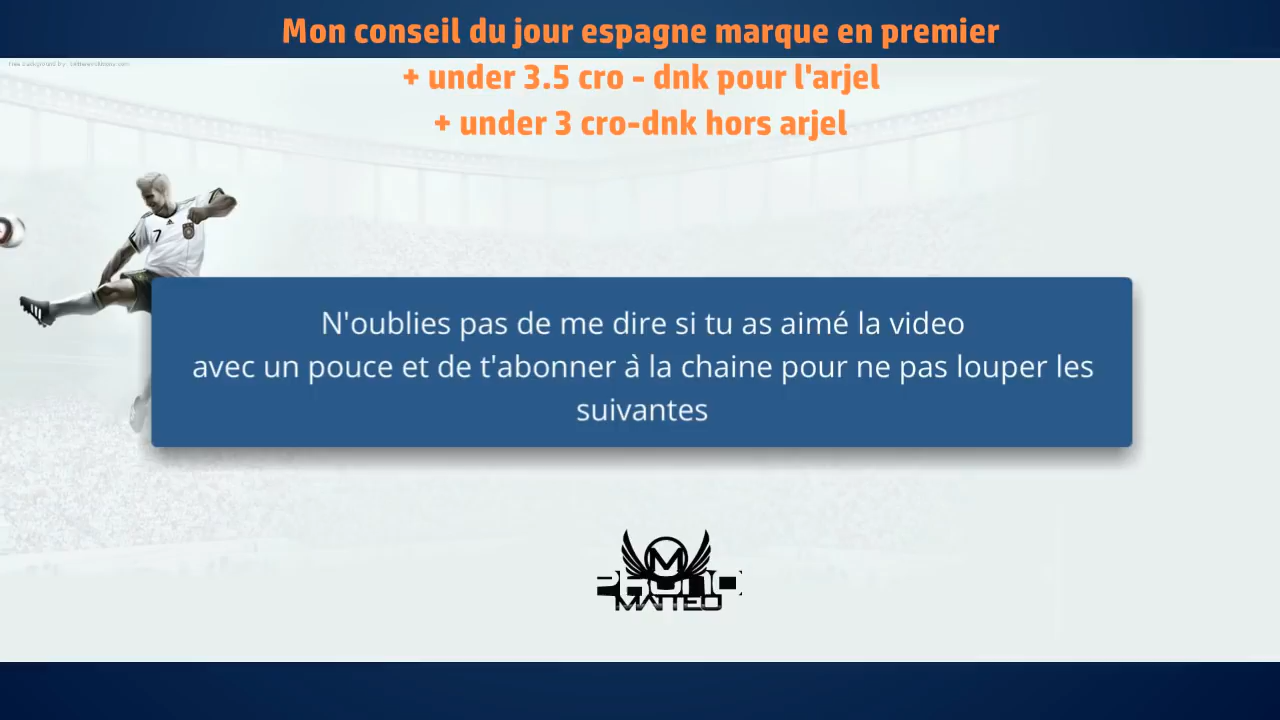 Mon conseil du jour espagne marque en premier
+ under 3.5 cro - dnk pour l'arjel
+ under 3 cro-dnk hors arjel
7
N'oublies pas de me dire si tu as aimé la video
avec un pouce et de t'abonner à la chaine pour ne pas louper les
suivantes
M
MATTEO